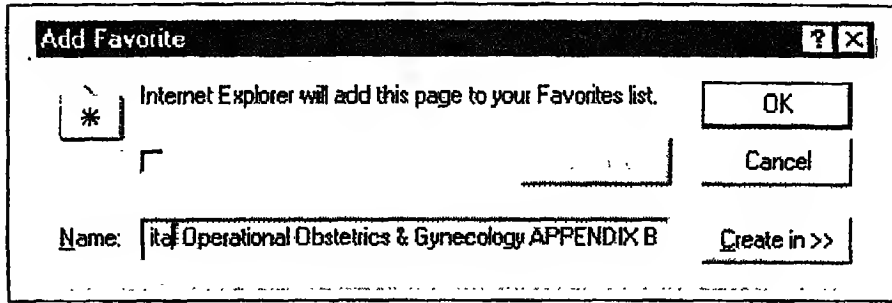 Add Favorite
Internet Explorer will add this page to your Favorites list.
OK
Cancel
Name: ital Operational Obstetrics & Gynecology APPENDIX B
Create in >>